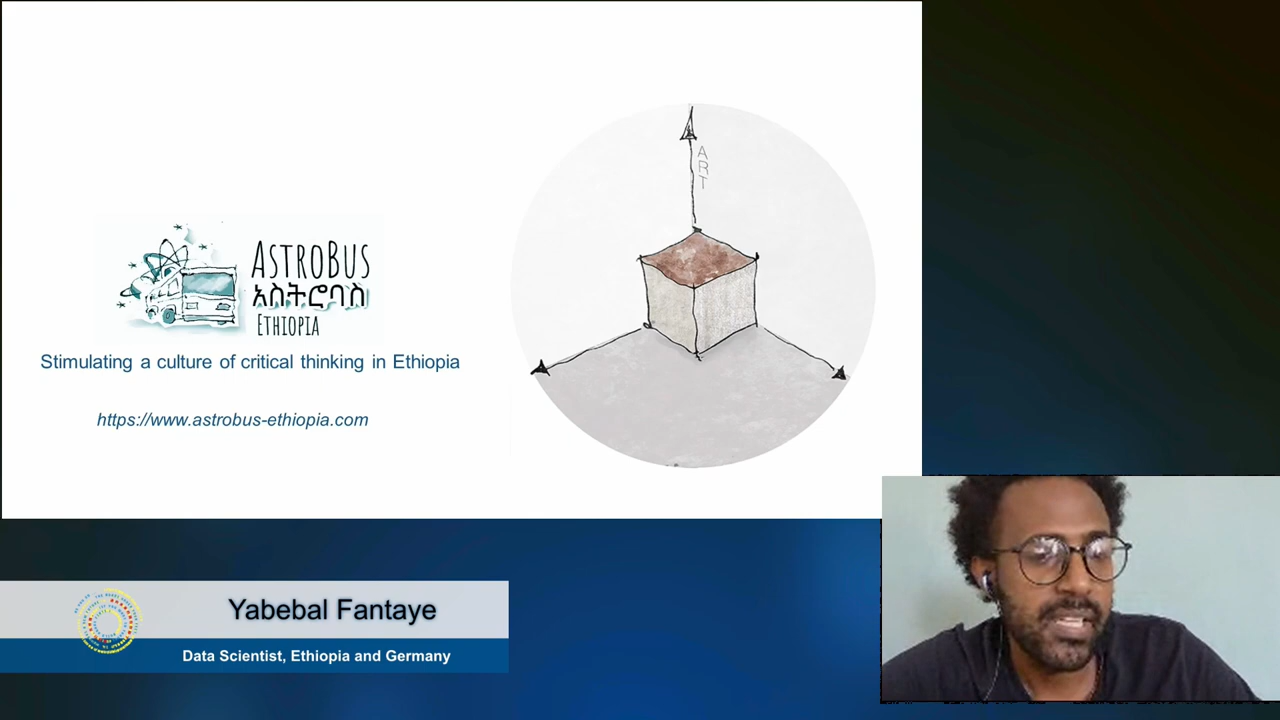 ASTROBUS
አስትሮባስ
ETHIOPIA
Stimulating a culture of critical thinking in Ethiopia
https://www.astrobus-ethiopia.com
ART
Yabebal Fantaye
Data Scientist, Ethiopia and Germany